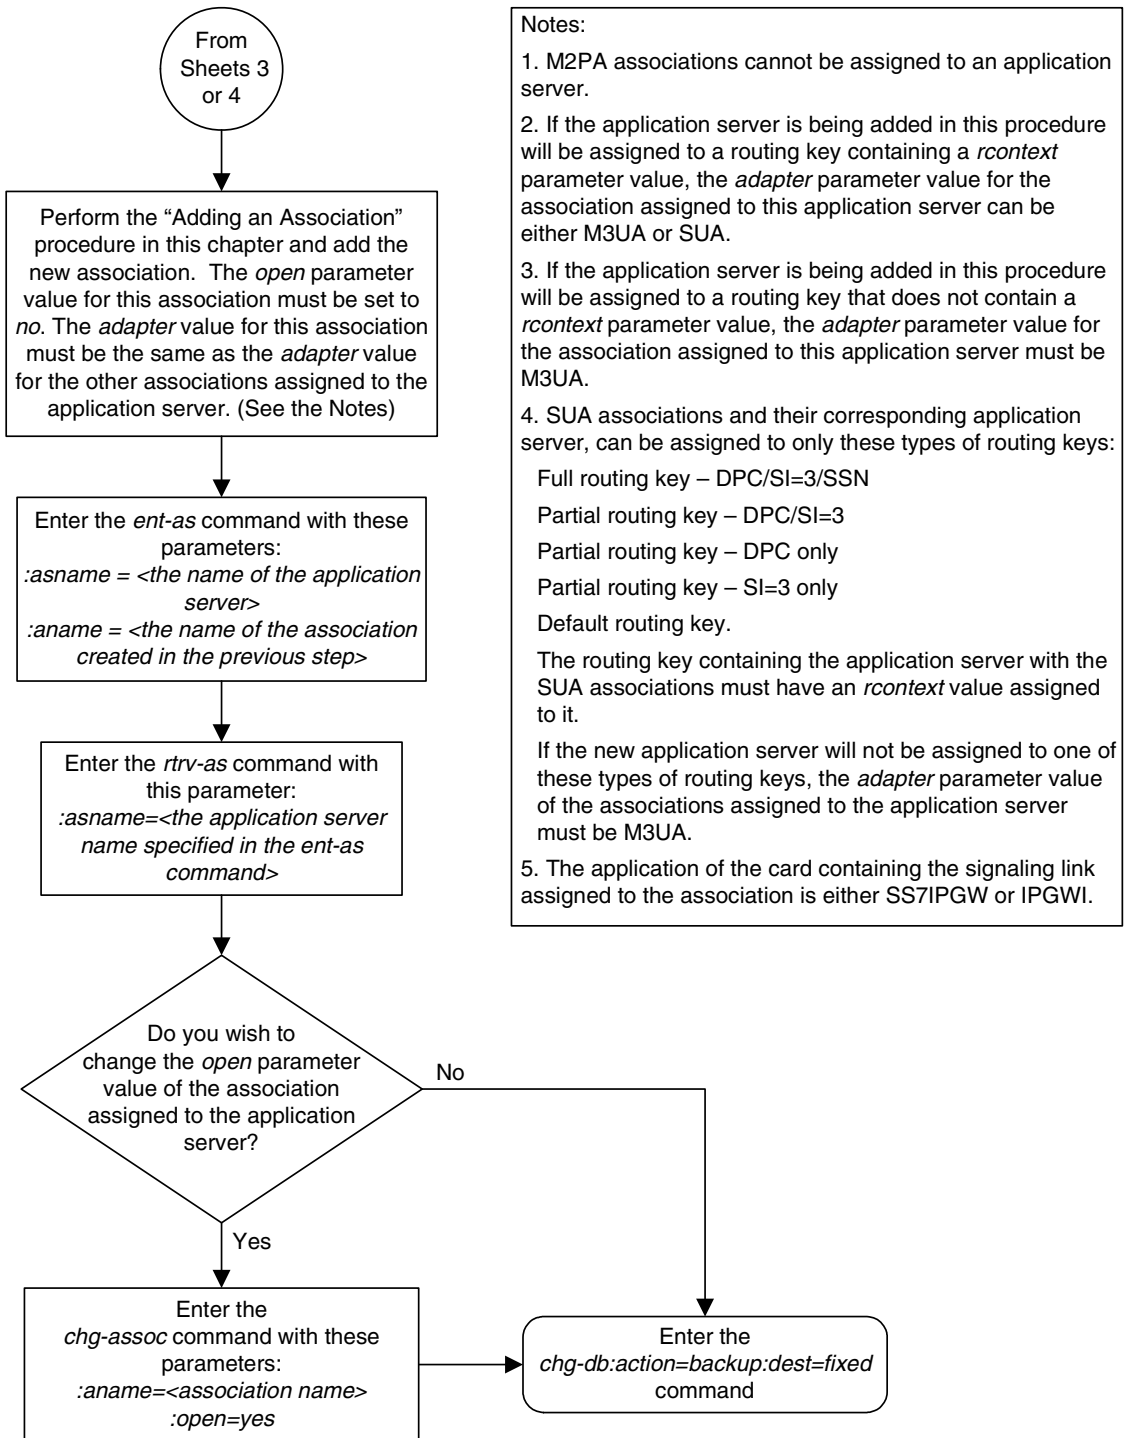 From
Sheets 3
or 4
Perform the “Adding an Association”
procedure in this chapter and add the
new association.  The open parameter
value for this association must be set to
no. The adapter value for this association
must be the same as the adapter value
for the other associations assigned to the
application server. (See the Notes)
Enter the ent-as command with these
parameters:
:asname = <the name of the application
server>
:aname = <the name of the association
created in the previous step>
Enter the rtrv-as command with
this parameter:
:asname=<the application server
name specified in the ent-as
command>
Do you wish to
change the open parameter
value of the association
assigned to the application
server?
No
Yes
Enter the
chg-assoc command with these
parameters:
:aname=<association name>
:open=yes
Enter the
chg-db:action=backup:dest=fixed
command
Notes:
1. M2PA associations cannot be assigned to an application
server.
2. If the application server is being added in this procedure
will be assigned to a routing key containing a rcontext
parameter value, the adapter parameter value for the
association assigned to this application server can be
either M3UA or SUA.
3. If the application server is being added in this procedure
will be assigned to a routing key that does not contain a
rcontext parameter value, the adapter parameter value for
the association assigned to this application server must be
M3UA.
4. SUA associations and their corresponding application
server, can be assigned to only these types of routing keys:
Full routing key – DPC/SI=3/SSN
Partial routing key – DPC/SI=3
Partial routing key – DPC only
Partial routing key – SI=3 only
Default routing key.
The routing key containing the application server with the
SUA associations must have an rcontext value assigned
to it.
If the new application server will not be assigned to one of
these types of routing keys, the adapter parameter value
of the associations assigned to the application server
must be M3UA.
5. The application of the card containing the signaling link
assigned to the association is either SS7IPGW or IPGWI.